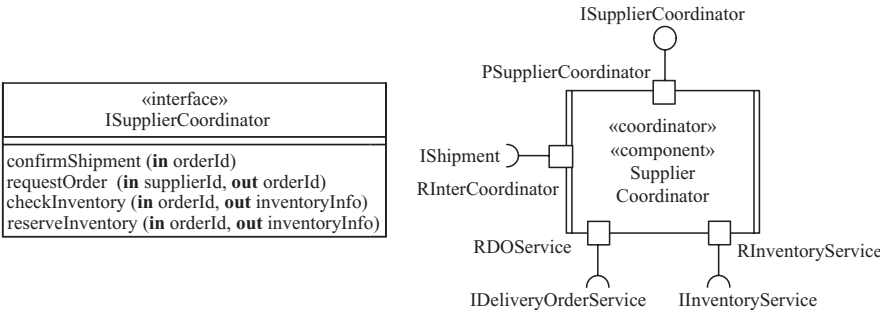 «interface»
ISupplierCoordinator
confirmShipment (in orderId)
requestOrder (in supplierId, out orderId)
checkInventory (in orderId, out inventoryInfo)
reserveInventory (in orderId, out inventoryInfo)
ISupplierCoordinator
PSupplierCoordinator
«coordinator»
«component»
Supplier
Coordinator
IShipment
RInterCoordinator
RDOService
RInventoryService
IDeliveryOrderService
IInventoryService